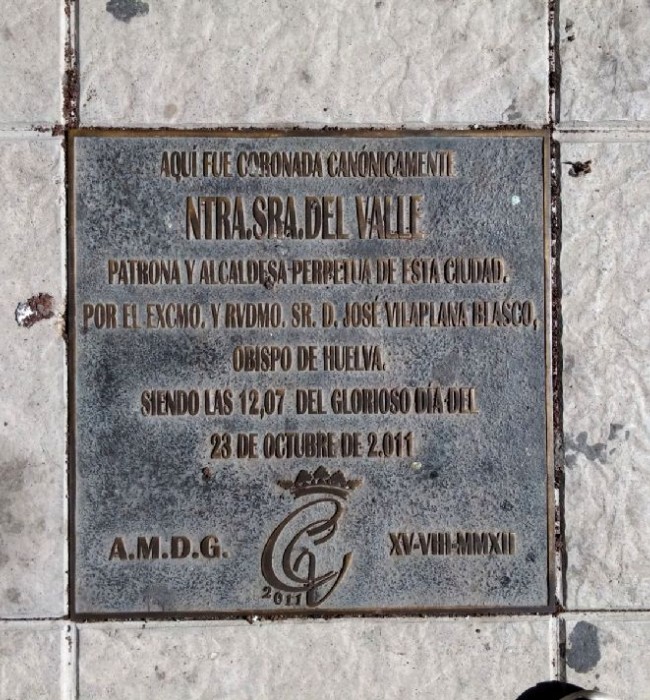 AQUÍ FUE CORONADA CANÓNICAMENTE
NTRA.SRA.DEL VALLE
PATRONA Y ALCALDESA PERPETUA DE ESTA CIUDAD.
POR EL EXCMO. Y RVDMO. SR. D. JOSÉ VILAPLANA BLASCO,
OBISPO DE HUELVA.
SIENDO LAS 12,07 DEL GLORIOSO DÍA DEL
23 DE OCTUBRE DE 2.011
A.M.D.G.
2011
XV-VIII-MMXII